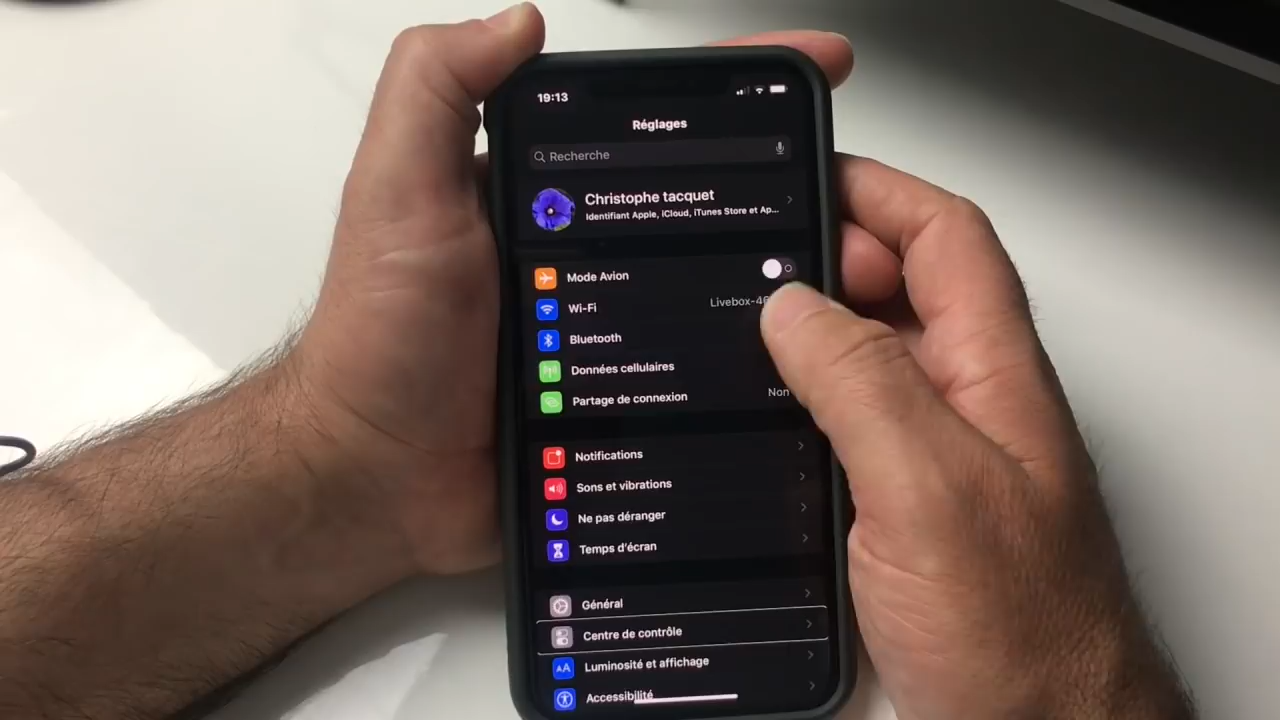 19:13
Réglages
Recherche
Christophe tacquet
Identifiant Apple, iCloud, iTunes Store et Ap...
Mode Avion
Wi-Fi
Bluetooth
Données cellulaires
Partage de connexion Non
Notifications
Sons et vibrations
Ne pas déranger
Temps d'écran
Général
Centre de contrôle
AA Luminosité et affichage
Accessibilité